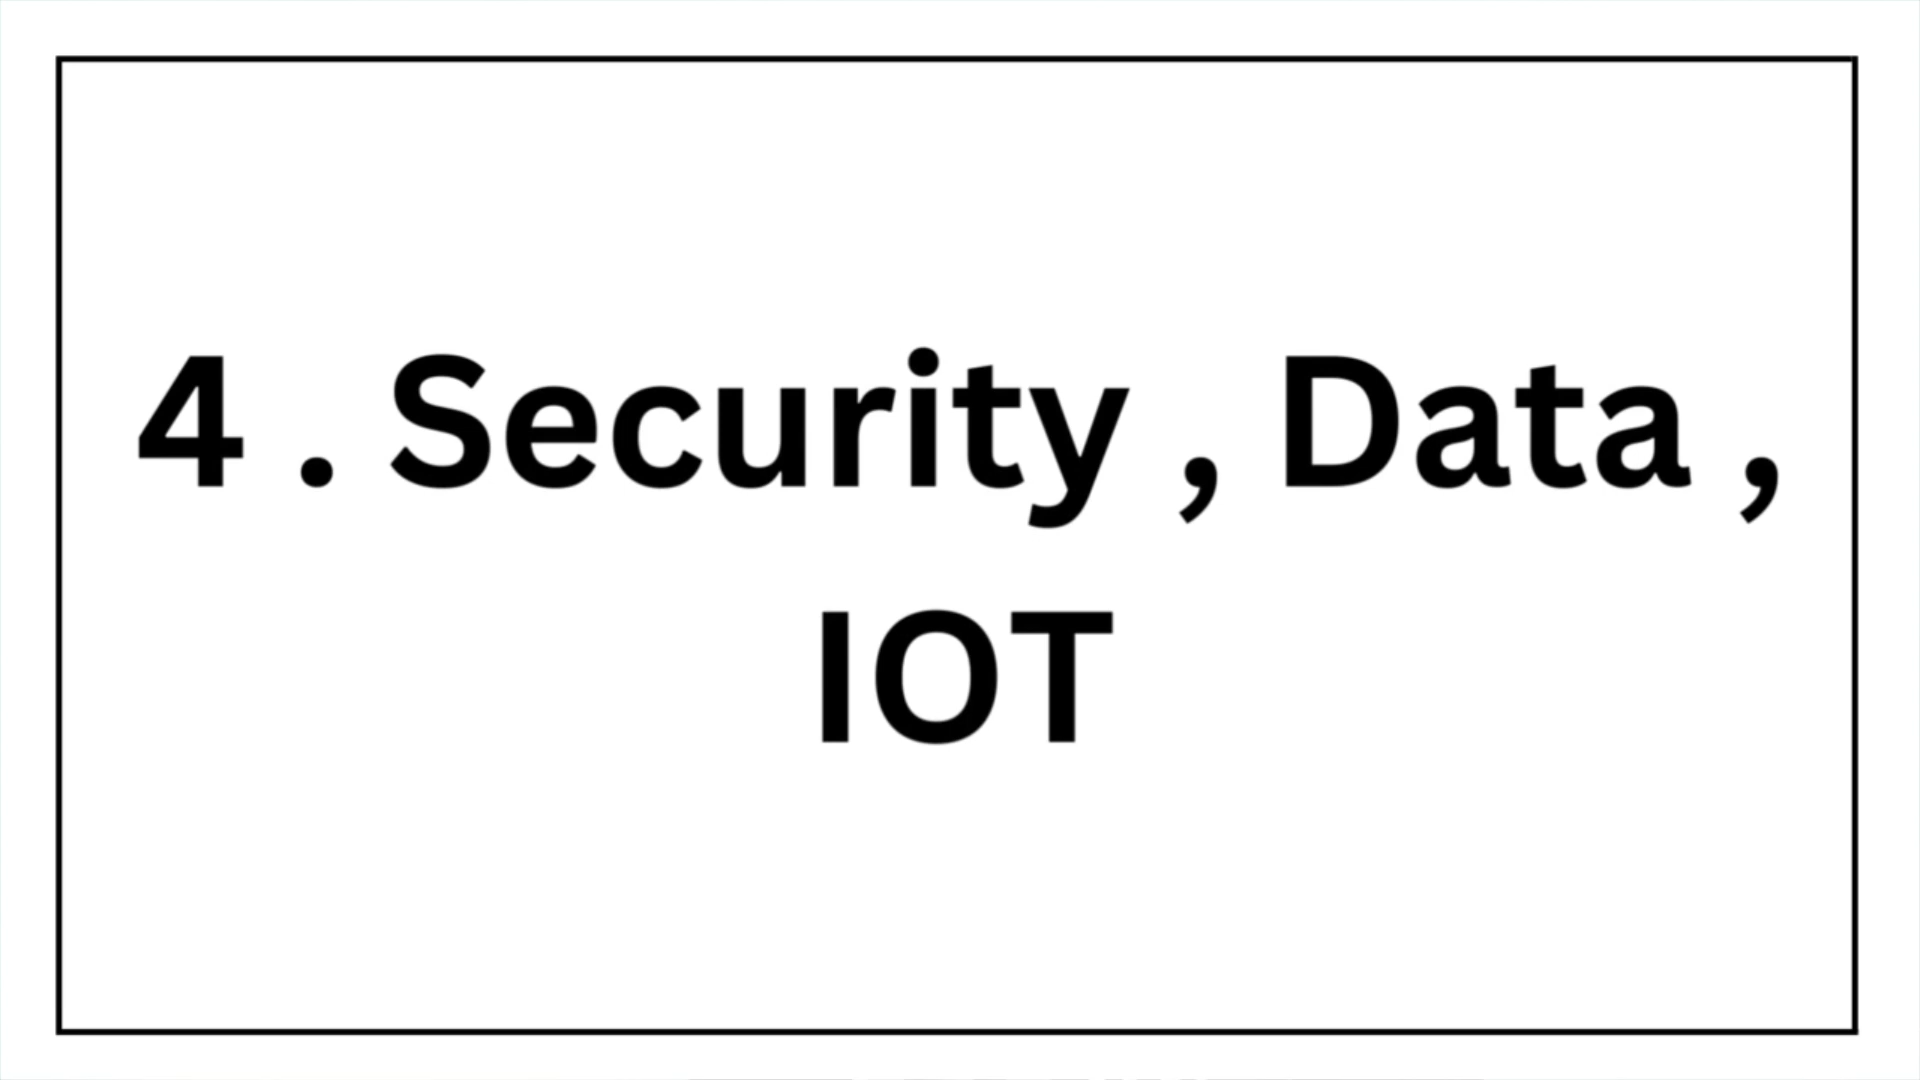 4 . Security , Data ,
IOT